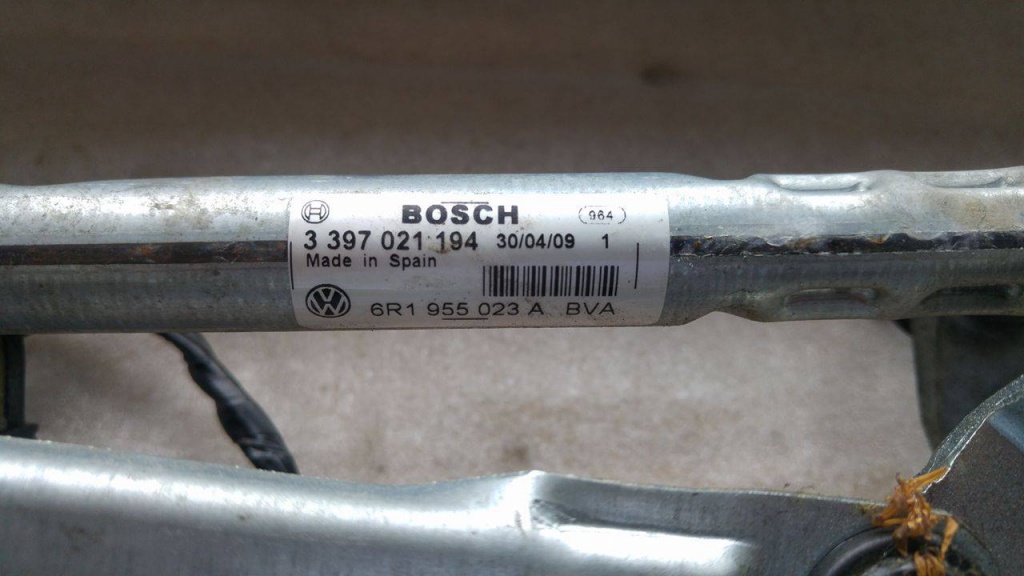 BOSCH 964
3 397 021 194 30/04/09 1
Made in Spain
6R1 955 023 A BVA